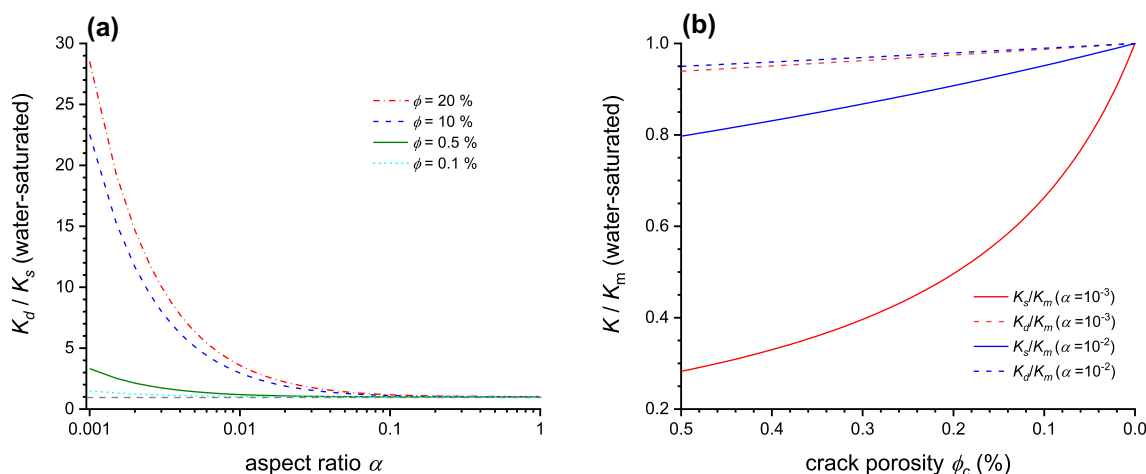 (a)
30
25
20
15
10
5
0
K_d / K_s (water-saturated)
ϕ = 20 %
ϕ = 10 %
ϕ = 0.5 %
ϕ = 0.1 %
0.001 0.01 0.1 1
aspect ratio α
(b)
1.0
0.8
0.6
0.4
0.2
K / K_m (water-saturated)
K_s/K_m (α =10^-3)
K_d/K_m (α =10^-3)
K_s/K_m (α =10^-2)
K_d/K_m (α =10^-2)
0.5 0.4 0.3 0.2 0.1 0.0
crack porosity ϕ_c (%)